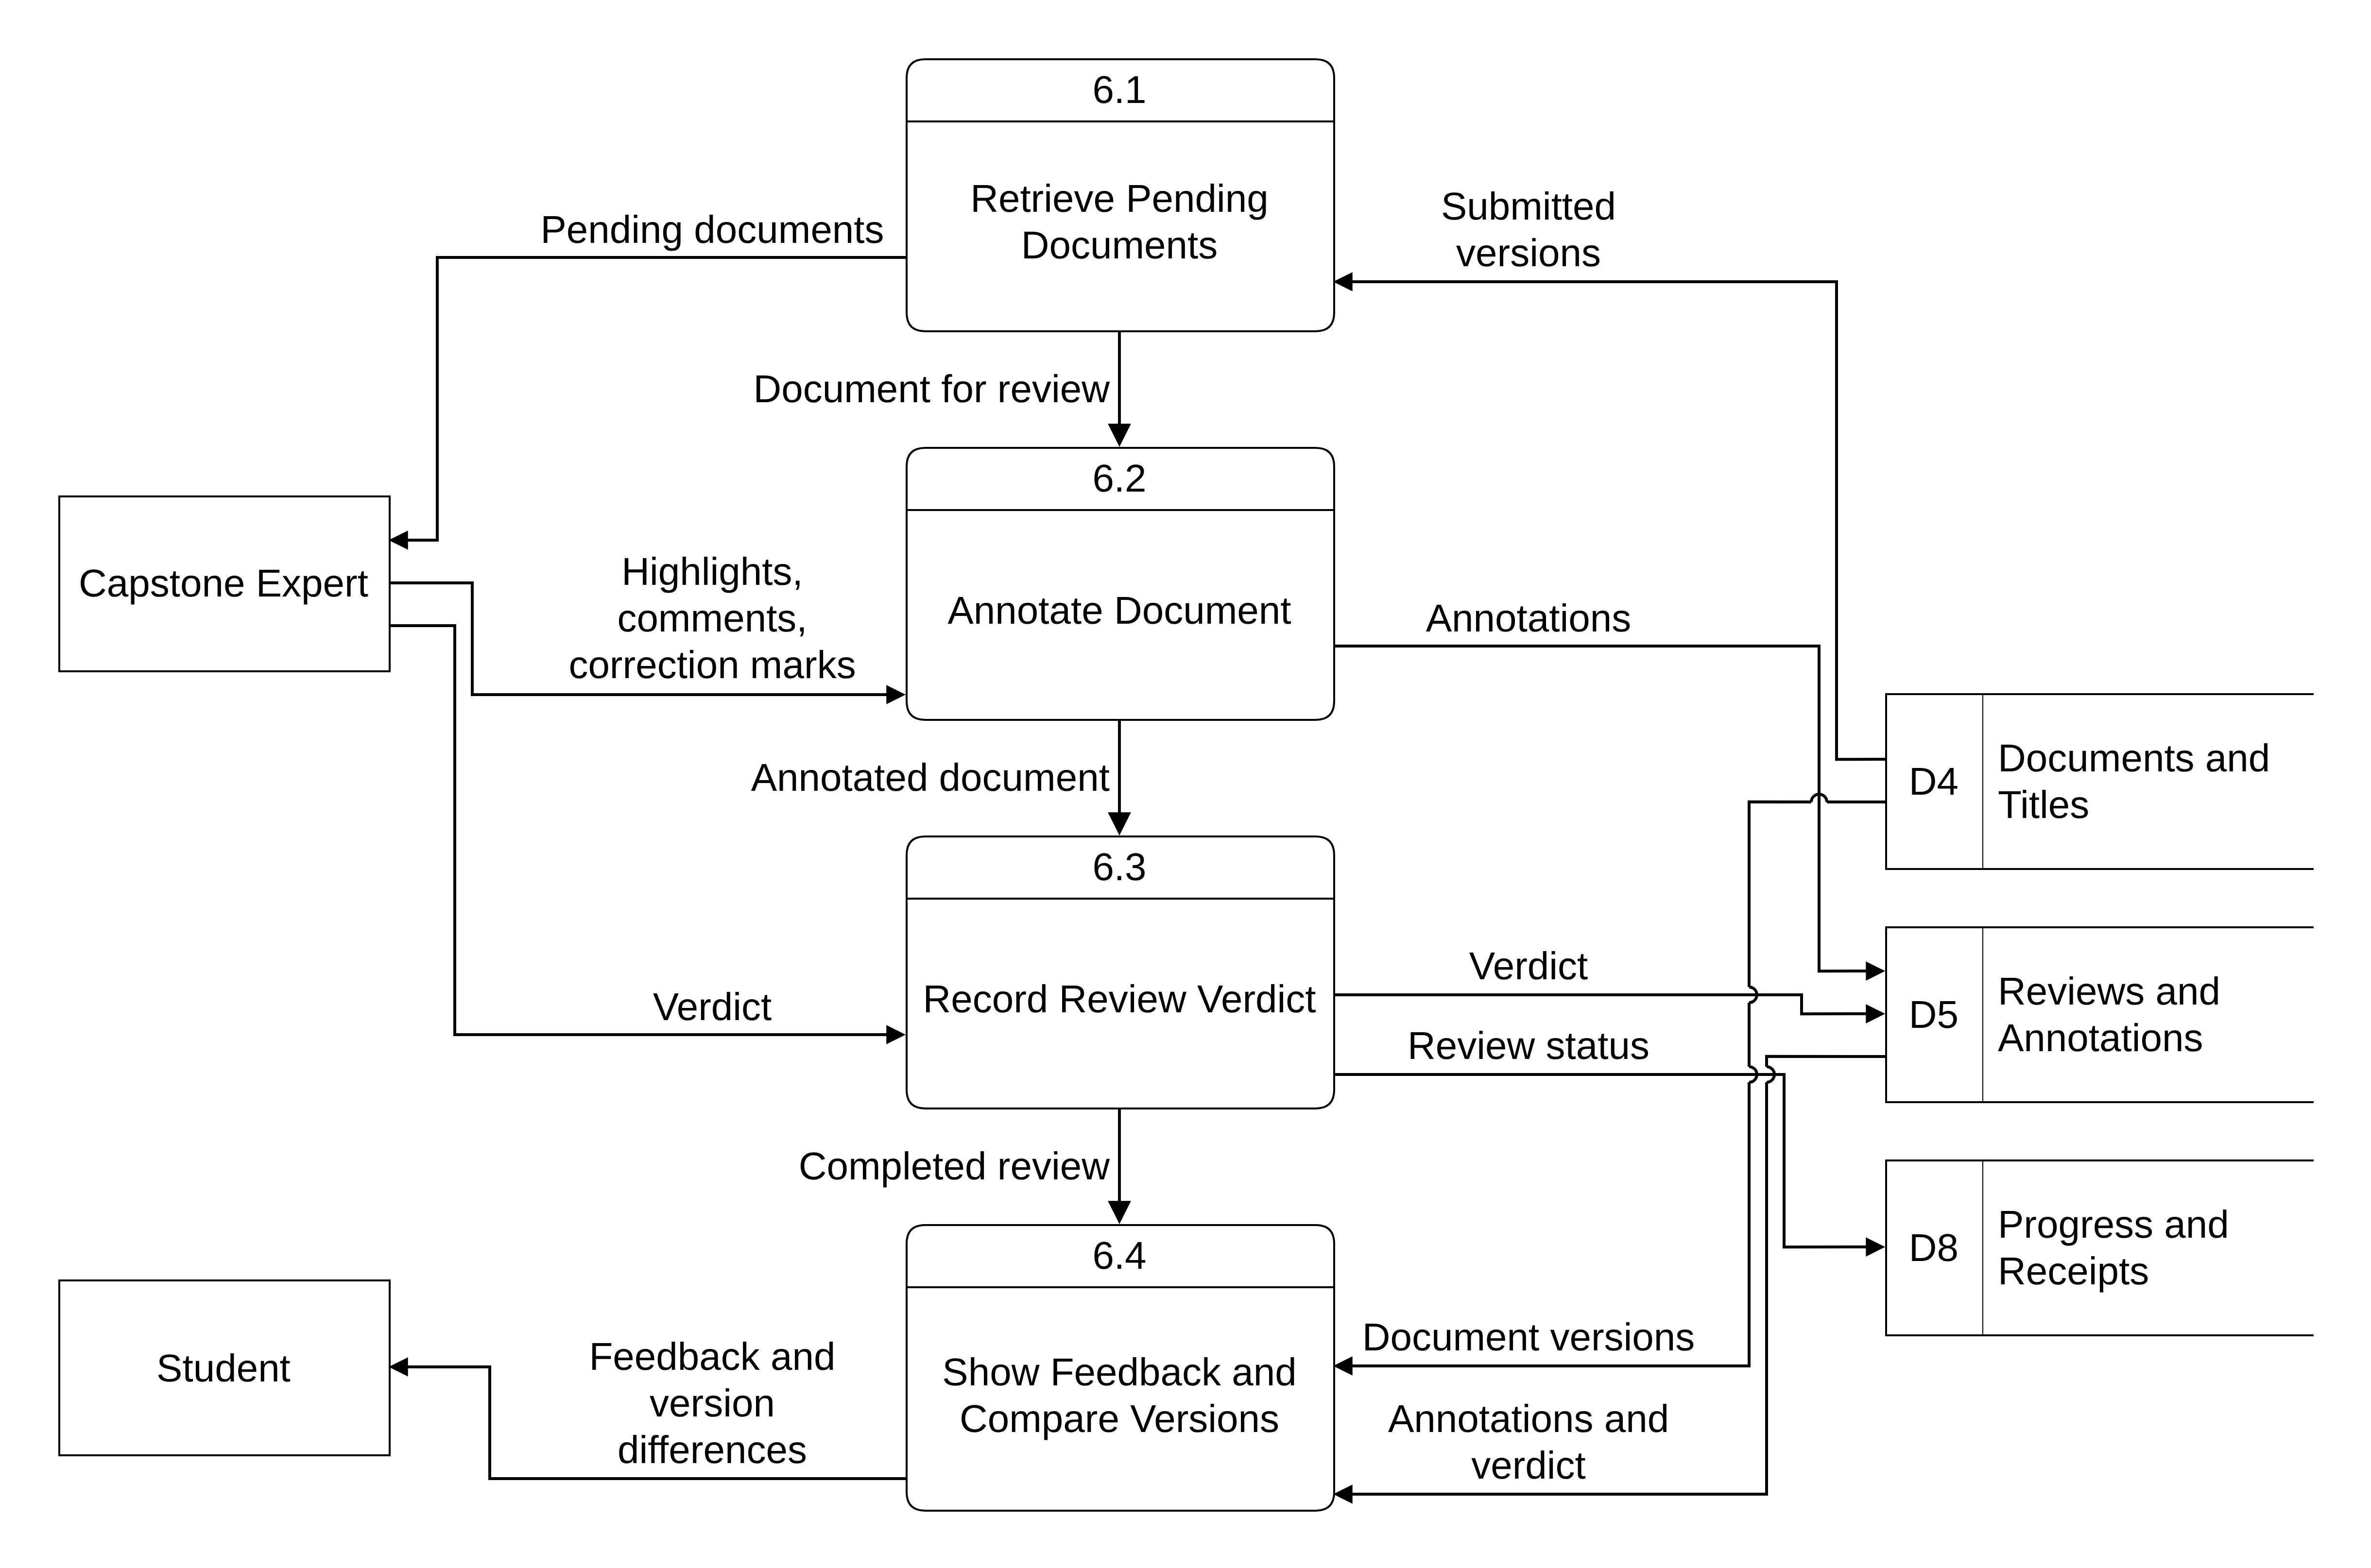 6.1
Retrieve Pending
Documents
Pending documents
Submitted
versions
Document for review
6.2
Annotate Document
Capstone Expert
Highlights,
comments,
correction marks
Annotations
Annotated document
D4
Documents and
Titles
6.3
Record Review Verdict
Verdict
Verdict
Review status
D5
Reviews and
Annotations
Completed review
D8
Progress and
Receipts
6.4
Show Feedback and
Compare Versions
Student
Feedback and
version
differences
Document versions
Annotations and
verdict